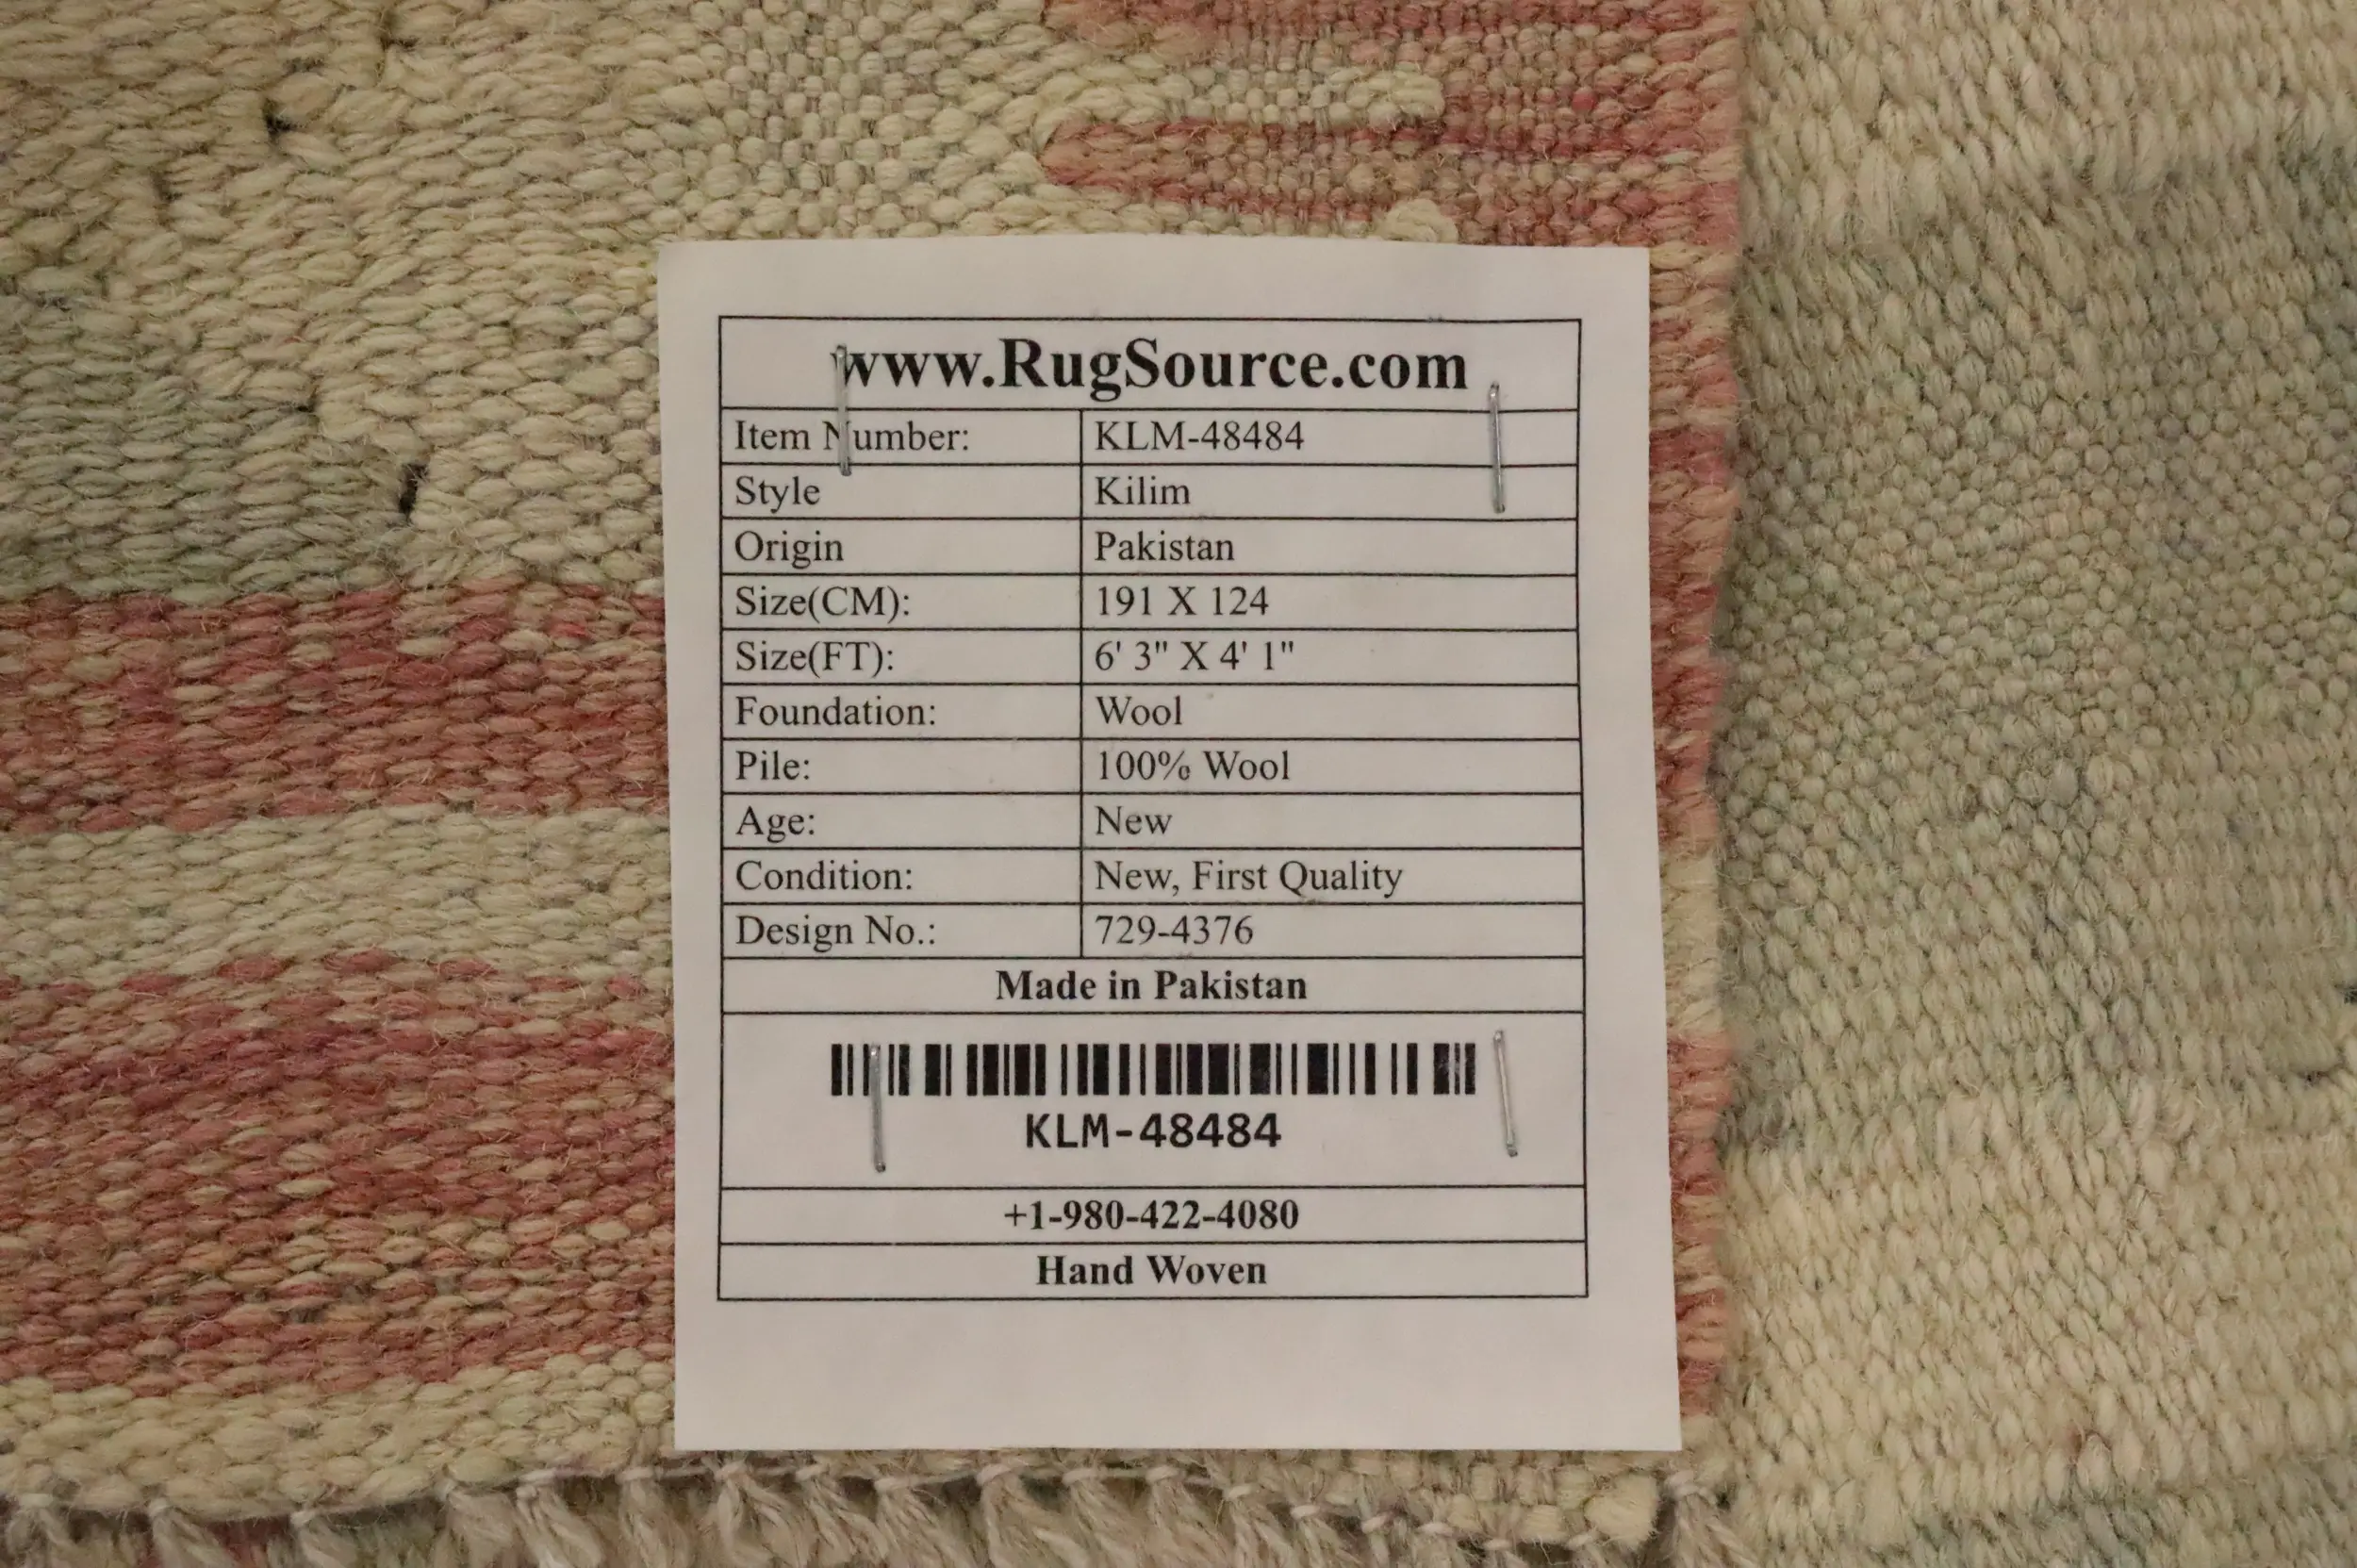 www.RugSource.com
Item Number: KLM-48484
Style Kilim
Origin Pakistan
Size(CM): 191 X 124
Size(FT): 6' 3" X 4' 1"
Foundation: Wool
Pile: 100% Wool
Age: New
Condition: New, First Quality
Design No.: 729-4376
Made in Pakistan
KLM-48484
+1-980-422-4080
Hand Woven